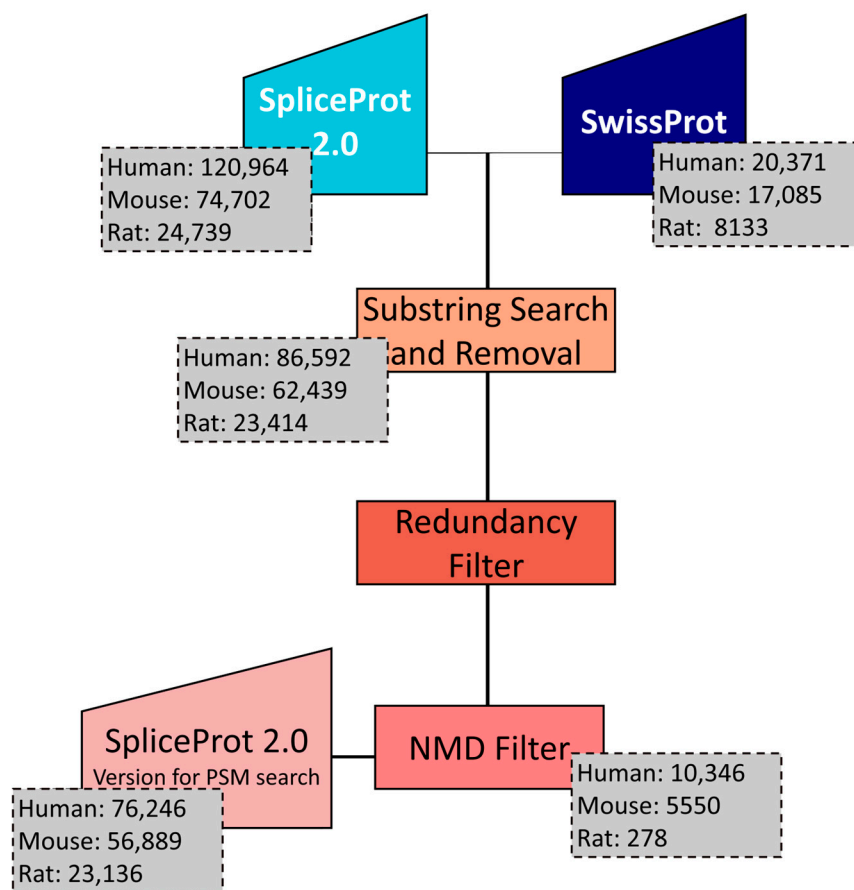 SpliceProt
2.0
Human: 120,964
Mouse: 74,702
Rat: 24,739
SwissProt
Human: 20,371
Mouse: 17,085
Rat:  8133
Substring Search
and Removal
Human: 86,592
Mouse: 62,439
Rat: 23,414
Redundancy
Filter
NMD Filter
Human: 10,346
Mouse: 5550
Rat: 278
SpliceProt 2.0
Version for PSM search
Human: 76,246
Mouse: 56,889
Rat: 23,136